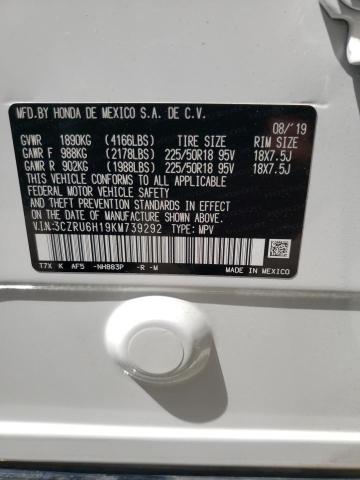 MFD.BY HONDA DE MEXICO S.A. DE C.V.
08/'19
GVWR 1890KG (4166LBS) TIRE SIZE RIM SIZE
GAWR F 988KG (2178LBS) 225/50R18 95V 18X7.5J
GAWR R 902KG (1988LBS) 225/50R18 95V 18X7.5J
THIS VEHICLE CONFORMS TO ALL APPLICABLE
FEDERAL MOTOR VEHICLE SAFETY AND THEFT
PREVENTION STANDARDS IN EFFECT ON THE
DATE OF MANUFACTURE SHOWN ABOVE.
V.I.N:3CZRU6H19KM739292 TYPE: MPV
T7X K AF5 -NH883P -R -M
MADE IN MEXICO